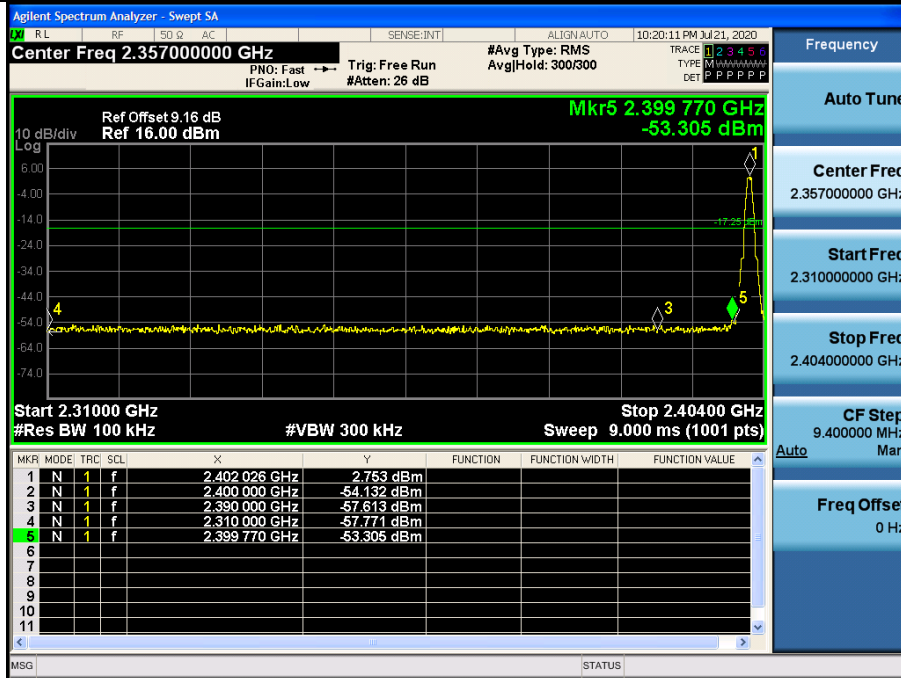 Agilent Spectrum Analyzer - Swept SA
LXI RL RF 50 Ω AC SENSE:INT ALIGN AUTO 10:20:11 PM Jul 21, 2020
Center Freq 2.357000000 GHz
PNO: Fast
IFGain:Low
Trig: Free Run
#Atten: 26 dB
#Avg Type: RMS
Avg|Hold: 300/300
TRACE 1 2 3 4 5 6
TYPE MWWWWW
DET P P P P P P
Mkr5 2.399 770 GHz
-53.305 dBm
Ref Offset 9.16 dB
10 dB/div Ref 16.00 dBm
Log
6.00
-4.00
-14.0
-24.0
-34.0
-44.0
-54.0
-64.0
-74.0
1
-17.25 dBm
4
3
5
Start 2.31000 GHz Stop 2.40400 GHz
#Res BW 100 kHz #VBW 300 kHz Sweep 9.000 ms (1001 pts)
MKR MODE TRC SCL X Y FUNCTION FUNCTION WIDTH FUNCTION VALUE
1 N 1 f 2.402 026 GHz 2.753 dBm
2 N 1 f 2.400 000 GHz -54.132 dBm
3 N 1 f 2.390 000 GHz -57.613 dBm
4 N 1 f 2.310 000 GHz -57.771 dBm
5 N 1 f 2.399 770 GHz -53.305 dBm
6
7
8
9
10
11
MSG STATUS
Frequency
Auto Tune
Center Freq
2.357000000 GHz
Start Freq
2.310000000 GHz
Stop Freq
2.404000000 GHz
CF Step
9.400000 MHz
Auto Man
Freq Offset
0 Hz